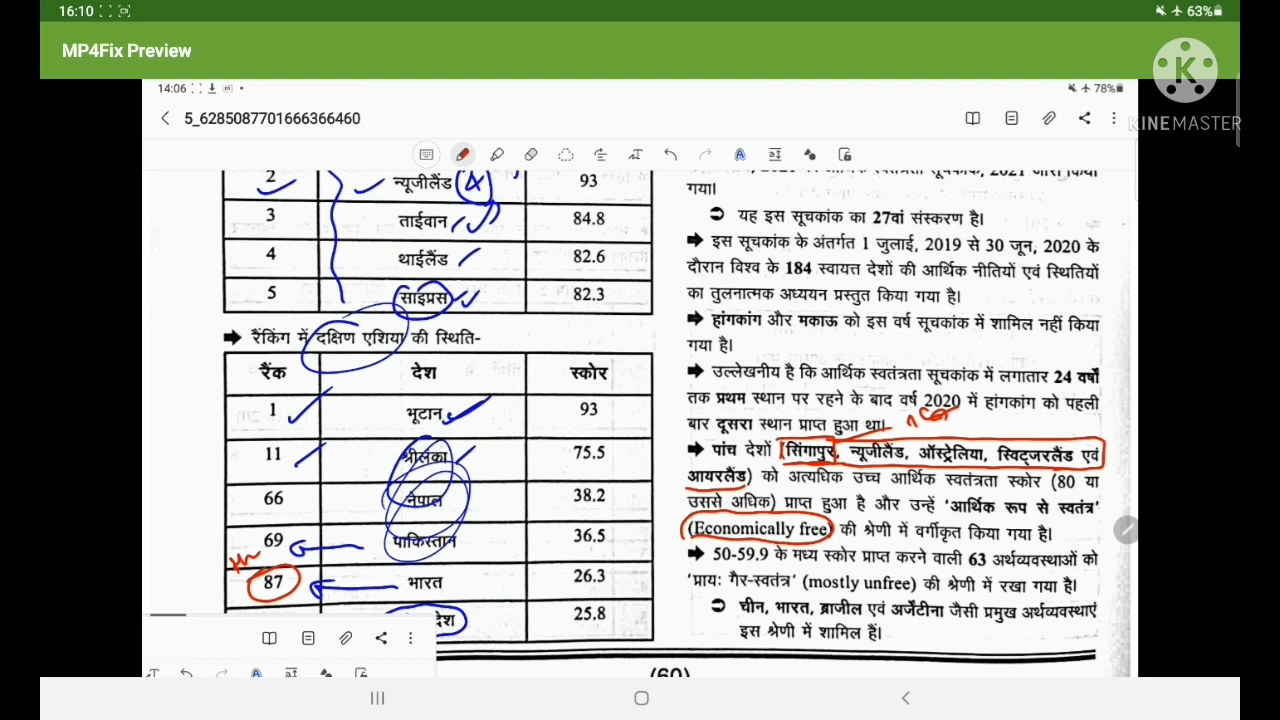 16:10
63%
MP4Fix Preview
KINEMASTER
14:06
78%
5_6285087701666366460
2 न्यूजीलैंड 93
3 ताईवान 84.8
4 थाईलैंड 82.6
5 साइप्रस 82.3
➡ रैंकिंग में दक्षिण एशिया की स्थिति-
रैंक देश स्कोर
1 भूटान 93
11 श्रीलंका 75.5
66 नेपाल 38.2
69 पाकिस्तान 36.5
87 भारत 26.3
देश 25.8
गया।
➲ यह इस सूचकांक का 27वां संस्करण है।
➡ इस सूचकांक के अंतर्गत 1 जुलाई, 2019 से 30 जून, 2020 के
दौरान विश्व के 184 स्वायत्त देशों की आर्थिक नीतियों एवं स्थितियों
का तुलनात्मक अध्ययन प्रस्तुत किया गया है।
➡ हांगकांग और मकाऊ को इस वर्ष सूचकांक में शामिल नहीं किया
गया है।
➡ उल्लेखनीय है कि आर्थिक स्वतंत्रता सूचकांक में लगातार 24 वर्षों
तक प्रथम स्थान पर रहने के बाद वर्ष 2020 में हांगकांग को पहली
बार दूसरा स्थान प्राप्त हुआ था।
➡ पांच देशों (सिंगापुर, न्यूजीलैंड, ऑस्ट्रेलिया, स्विट्जरलैंड एवं
आयरलैंड) को अत्यधिक उच्च आर्थिक स्वतंत्रता स्कोर (80 या
उससे अधिक) प्राप्त हुआ है और उन्हें 'आर्थिक रूप से स्वतंत्र'
(Economically free) की श्रेणी में वर्गीकृत किया गया है।
➡ 50-59.9 के मध्य स्कोर प्राप्त करने वाली 63 अर्थव्यवस्थाओं को
'प्रायः गैर-स्वतंत्र' (mostly unfree) की श्रेणी में रखा गया है।
➲ चीन, भारत, ब्राजील एवं अर्जेंटीना जैसी प्रमुख अर्थव्यवस्थाएं
इस श्रेणी में शामिल हैं।